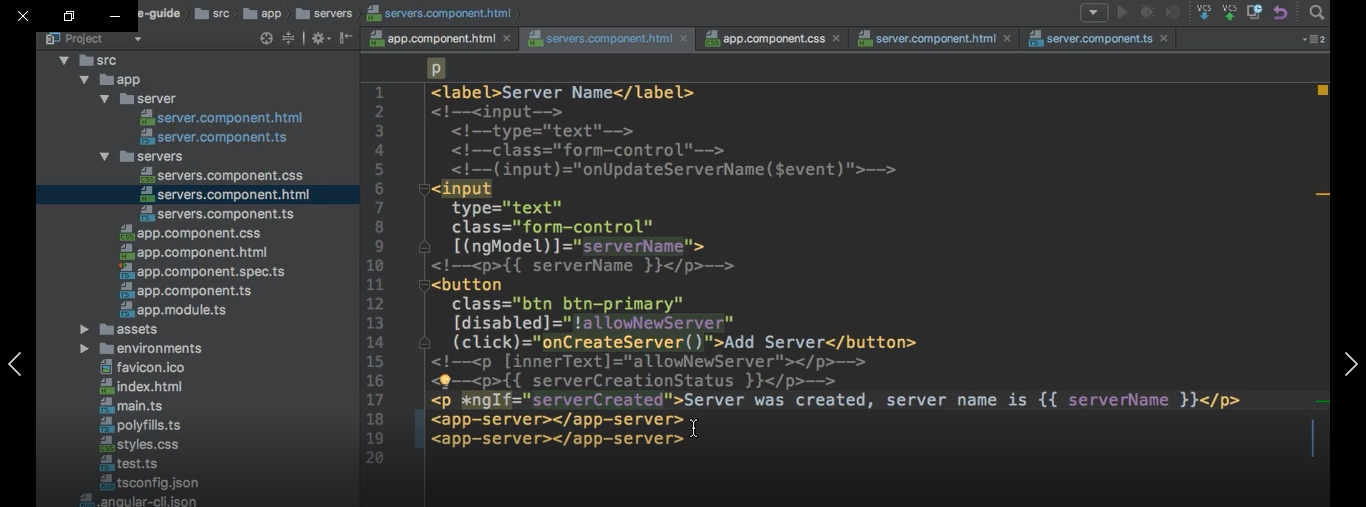 e-guide src app servers servers.component.html
Project
app.component.html servers.component.html app.component.css server.component.html server.component.ts
VCS VCS
2
p
src
app
server
server.component.html
server.component.ts
servers
servers.component.css
servers.component.html
servers.component.ts
app.component.css
app.component.html
app.component.spec.ts
app.component.ts
app.module.ts
assets
environments
favicon.ico
index.html
main.ts
polyfills.ts
styles.css
test.ts
tsconfig.json
.angular-cli.json
1 <label>Server Name</label>
2 <!--<input-->
3 <!--type="text"-->
4 <!--class="form-control"-->
5 <!--(input)="onUpdateServerName($event)">-->
6 <input
7 type="text"
8 class="form-control"
9 [(ngModel)]="serverName">
10 <!--<p>{{ serverName }}</p>-->
11 <button
12 class="btn btn-primary"
13 [disabled]="!allowNewServer"
14 (click)="onCreateServer()">Add Server</button>
15 <!--<p [innerText]="allowNewServer"></p>-->
16 <!--<p>{{ serverCreationStatus }}</p>-->
17 <p *ngIf="serverCreated">Server was created, server name is {{ serverName }}</p>
18 <app-server></app-server>
19 <app-server></app-server>
20